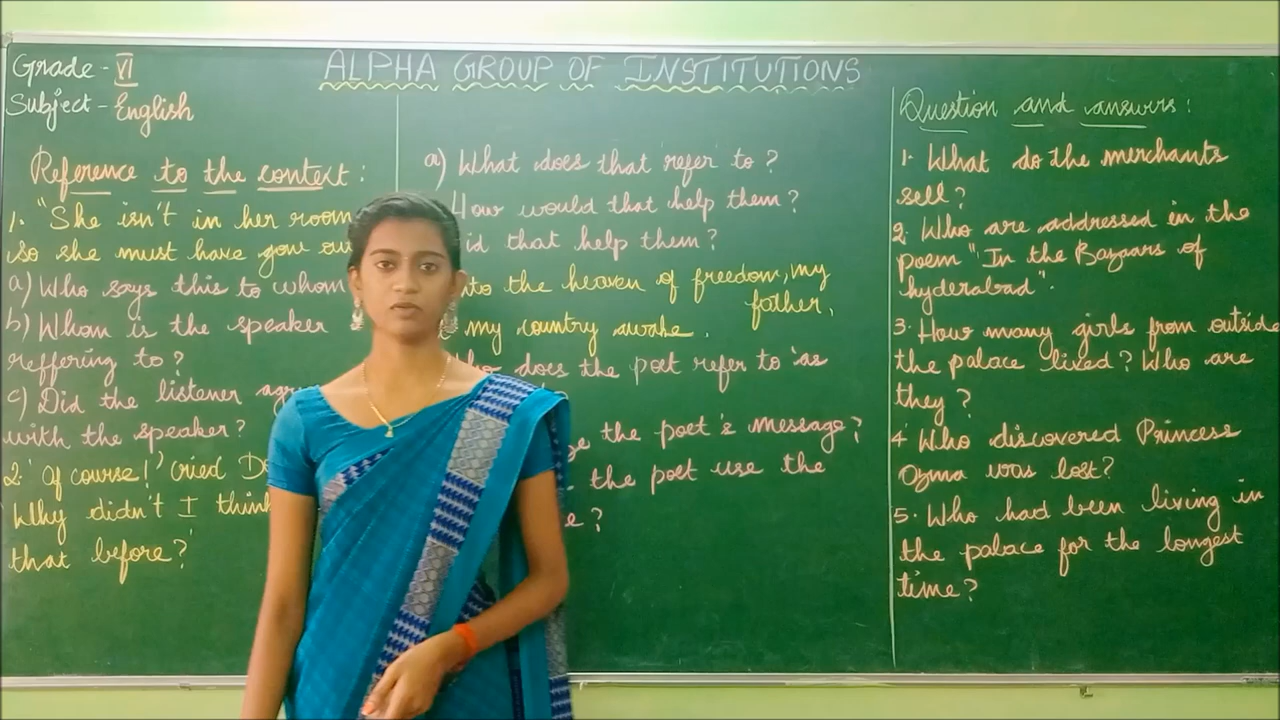 Grade - VI
Subject - English
ALPHA GROUP OF INSTITUTIONS
Reference to the context :
1. "She isn't in her room
so she must have gone
a) Who says this to whom
b) Whom is the speaker
reffering to ?
c) Did the listener
with the speaker?
2. 'Of course!' cried
Why didn't I think
that before?'
a) What does that 'refer' to ?
How would that help them ?
that help them ?
the heaven of freedom, my
father,
my country awake.
does the poet refer to 'as
the poet's message?
the poet use the
Question and answers :
1. What do the merchants
sell ?
2. Who are addressed in the
poem "In the Bazaars of
hyderabad".
3. How many girls from outside
the palace lived ? Who are
they ?
4 Who discovered Princess
Ozma was lost?
5. Who had been living in
the palace for the longest
time ?